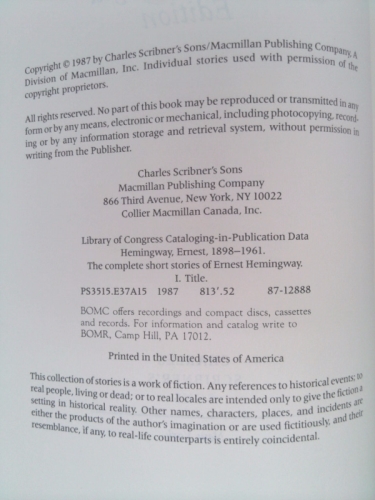 Edition
Copyright © 1987 by Charles Scribner's Sons/Macmillan Publishing Company, A
Division of Macmillan, Inc. Individual stories used with permission of the
copyright proprietors.
All rights reserved. No part of this book may be reproduced or transmitted in any
form or by any means, electronic or mechanical, including photocopying, record-
ing or by any information storage and retrieval system, without permission in
writing from the Publisher.
Charles Scribner's Sons
Macmillan Publishing Company
866 Third Avenue, New York, NY 10022
Collier Macmillan Canada, Inc.
Library of Congress Cataloging-in-Publication Data
Hemingway, Ernest, 1898–1961.
The complete short stories of Ernest Hemingway.
I. Title.
PS3515.E37A15 1987 813'.52 87-12888
BOMC offers recordings and compact discs, cassettes
and records. For information and catalog write to
BOMR, Camp Hill, PA 17012.
Printed in the United States of America
This collection of stories is a work of fiction. Any references to historical events; to
real people, living or dead; or to real locales are intended only to give the fiction a
setting in historical reality. Other names, characters, places, and incidents are
either the products of the author's imagination or are used fictitiously, and their
resemblance, if any, to real-life counterparts is entirely coincidental.